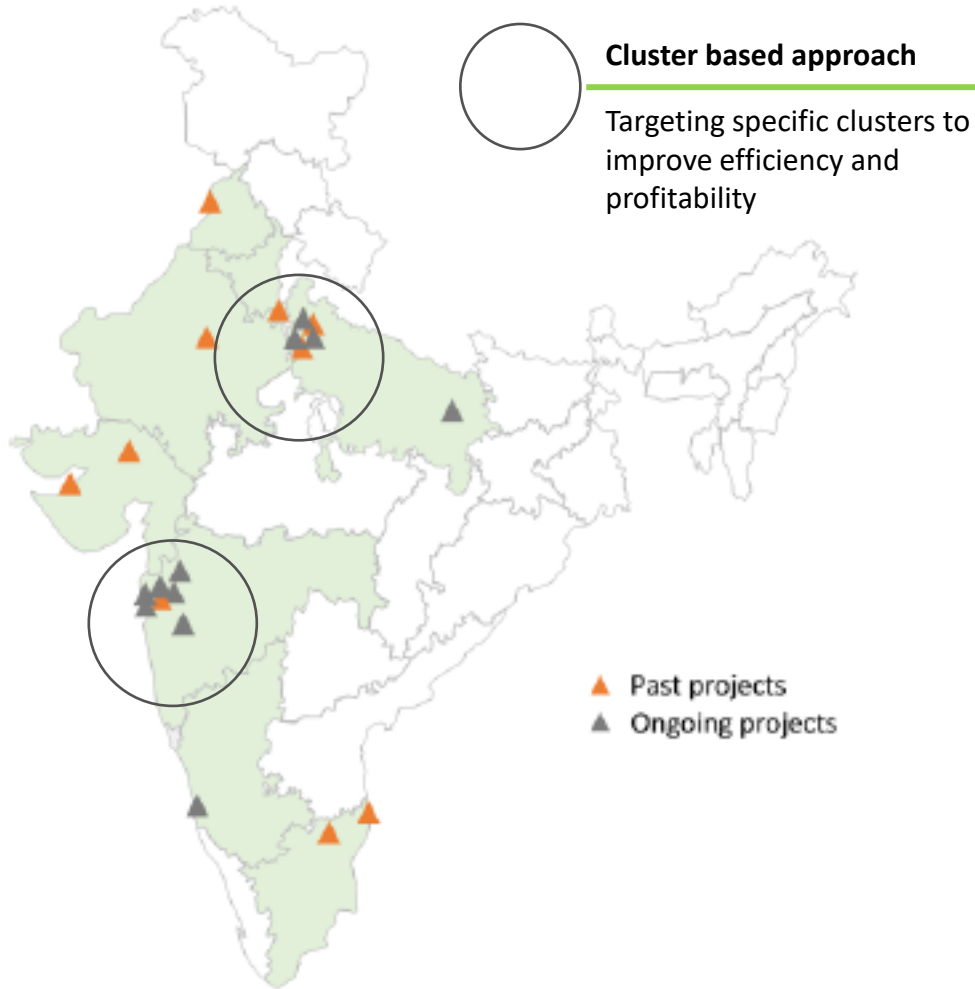 Cluster based approach
Targeting specific clusters to
improve efficiency and
profitability
Past projects
Ongoing projects